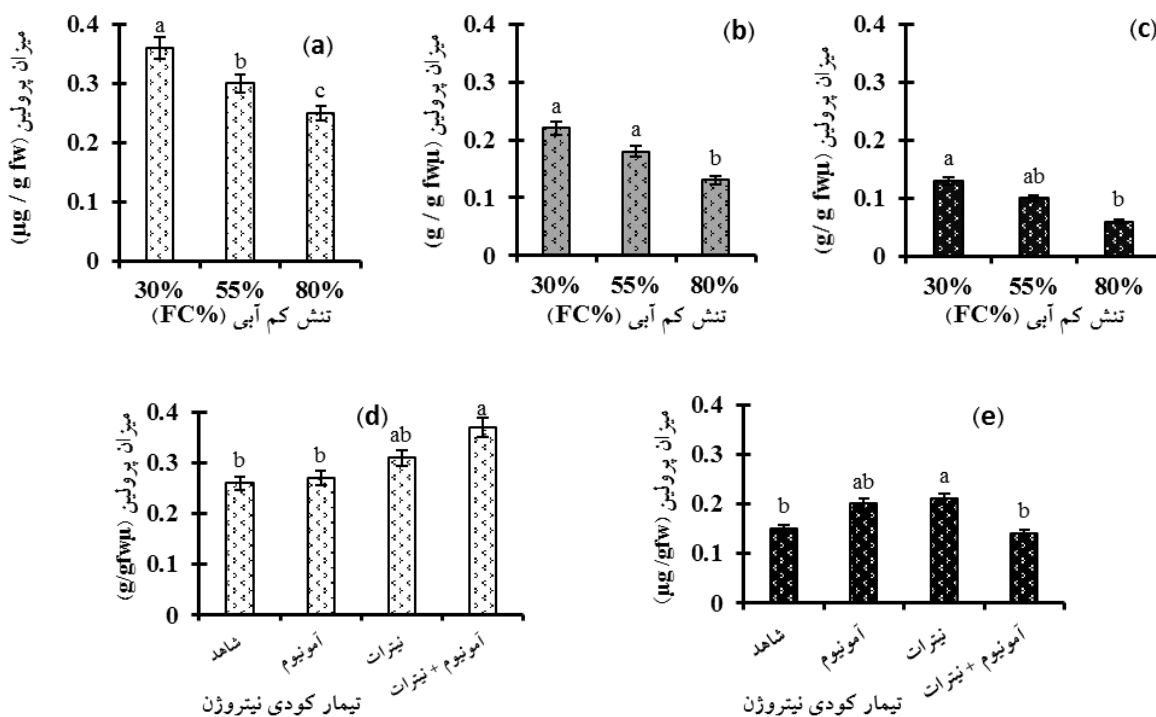 (a)
میزان پرولین (µg / g fw)
0.4
0.3
0.2
0.1
0
a
b
c
30% 55% 80%
تنش کم آبی (FC%)
(b)
میزان پرولین (g / g fwµ)
0.4
0.3
0.2
0.1
0
a
a
b
30% 55% 80%
تنش کم آبی (FC%)
(c)
میزان پرولین (g/ g fwµ)
0.4
0.3
0.2
0.1
0
a
ab
b
30% 55% 80%
تنش کم آبی (FC%)
(d)
میزان پرولین (g/gfwµ)
0.4
0.3
0.2
0.1
0
b
b
ab
a
شاهد
آمونیوم
نیترات
آمونیوم + نیترات
تیمار کودی نیتروژن
(e)
میزان پرولین (µg /gfw)
0.4
0.3
0.2
0.1
0
b
ab
a
b
شاهد
آمونیوم
نیترات
آمونیوم + نیترات
تیمار کودی نیتروژن